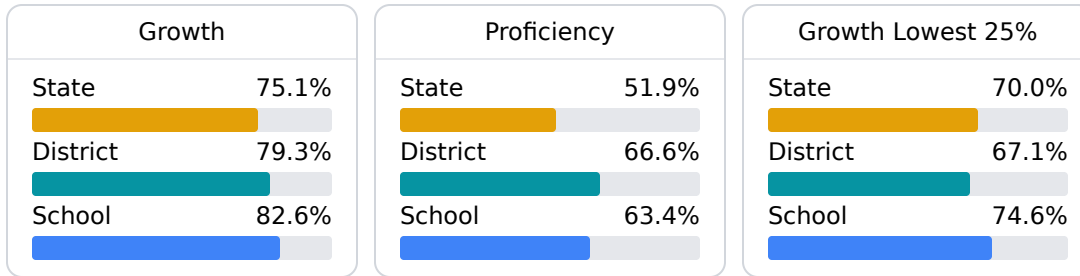 Growth
State 75.1%
District 79.3%
School 82.6%
Proficiency
State 51.9%
District 66.6%
School 63.4%
Growth Lowest 25%
State 70.0%
District 67.1%
School 74.6%